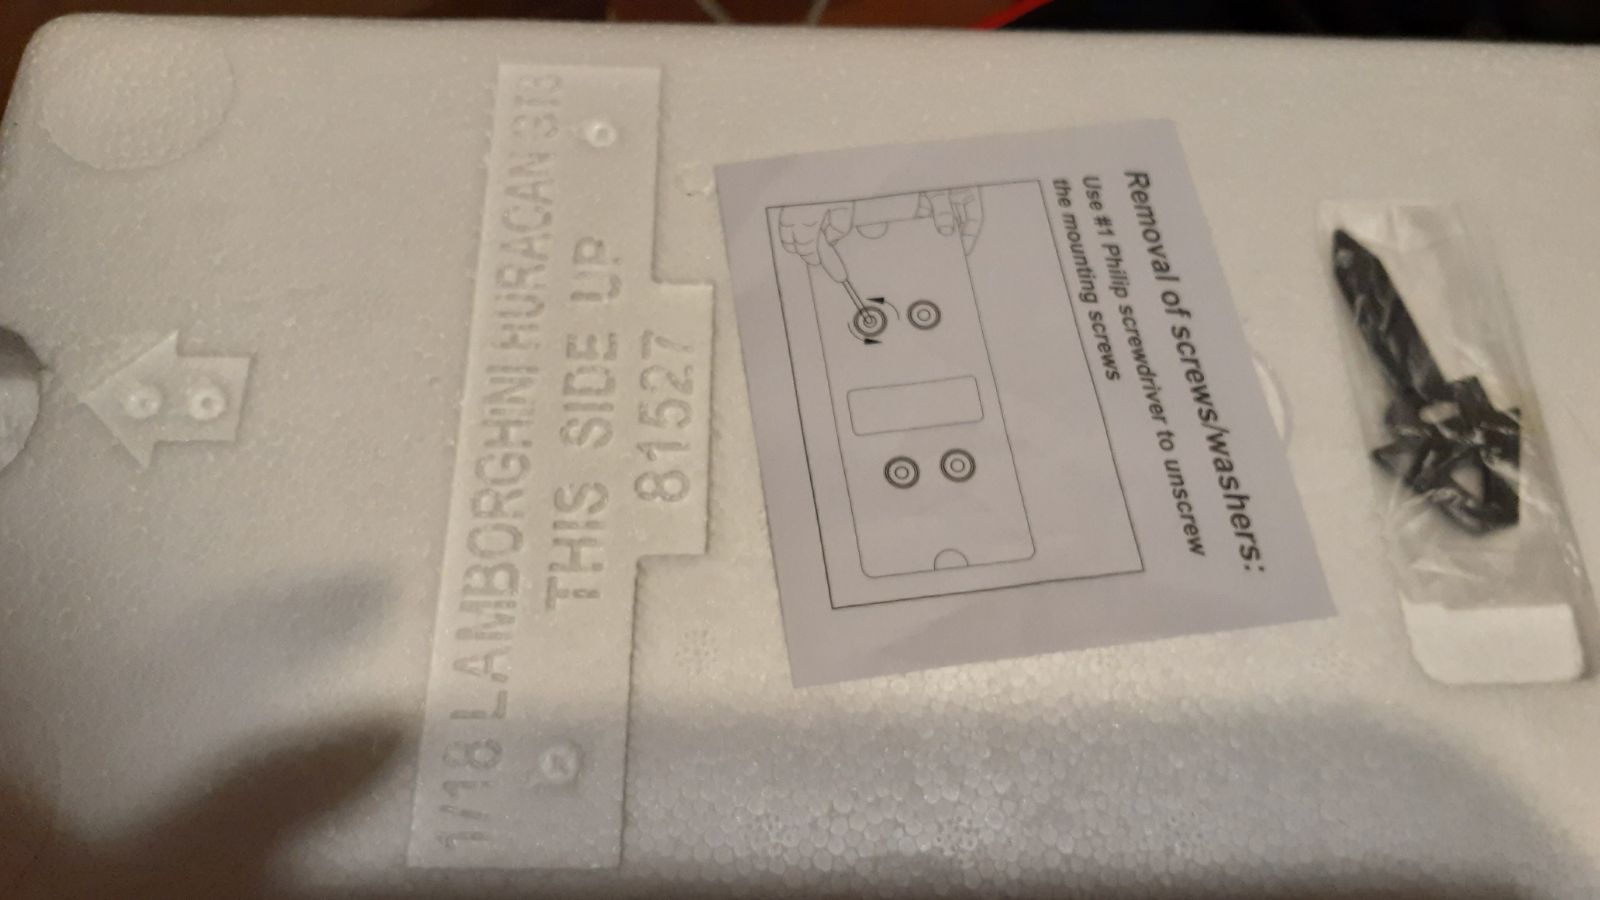 1/18 LAMBORGHINI HURACAN STO
THIS SIDE UP
81527
Removal of screws/washers:
Use #1 Philip screwdriver to unscrew
the mounting screws